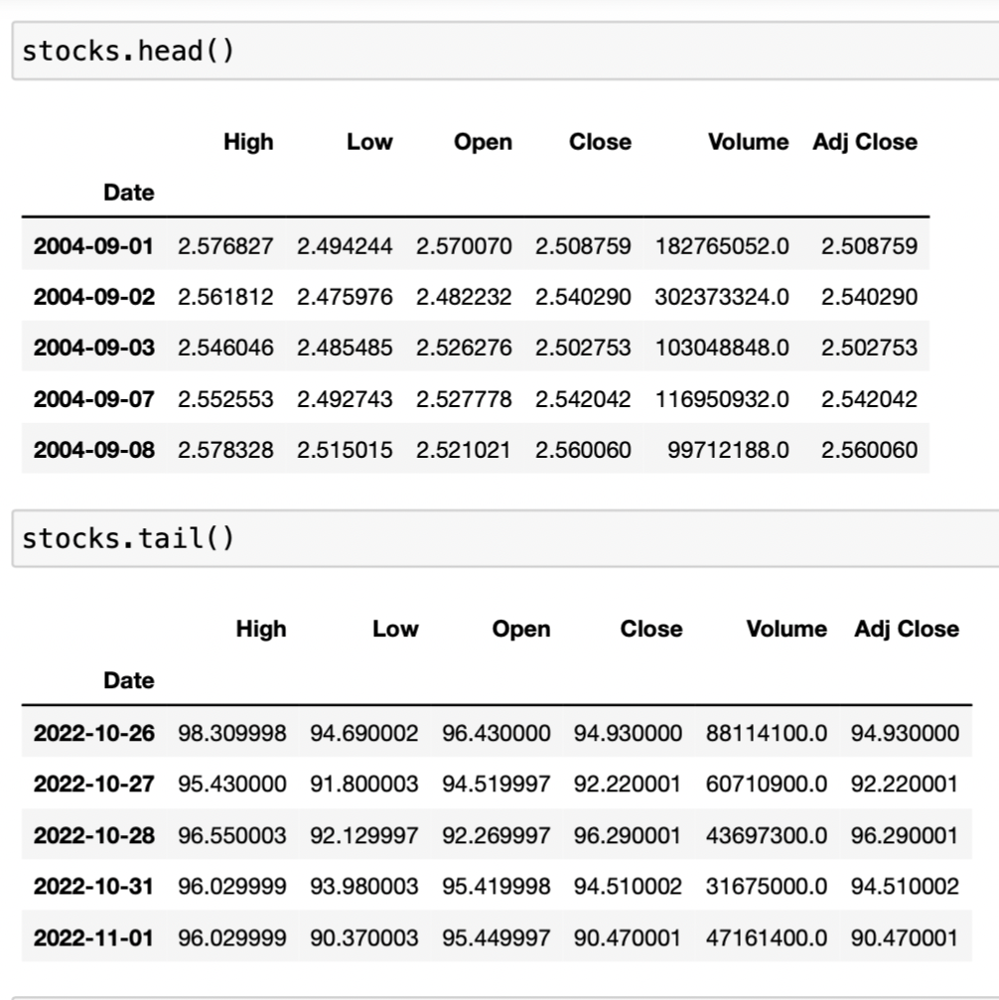 stocks.head()
High Low Open Close Volume Adj Close
Date
2004-09-01 2.576827 2.494244 2.570070 2.508759 182765052.0 2.508759
2004-09-02 2.561812 2.475976 2.482232 2.540290 302373324.0 2.540290
2004-09-03 2.546046 2.485485 2.526276 2.502753 103048848.0 2.502753
2004-09-07 2.552553 2.492743 2.527778 2.542042 116950932.0 2.542042
2004-09-08 2.578328 2.515015 2.521021 2.560060 99712188.0 2.560060
stocks.tail()
High Low Open Close Volume Adj Close
Date
2022-10-26 98.309998 94.690002 96.430000 94.930000 88114100.0 94.930000
2022-10-27 95.430000 91.800003 94.519997 92.220001 60710900.0 92.220001
2022-10-28 96.550003 92.129997 92.269997 96.290001 43697300.0 96.290001
2022-10-31 96.029999 93.980003 95.419998 94.510002 31675000.0 94.510002
2022-11-01 96.029999 90.370003 95.449997 90.470001 47161400.0 90.470001